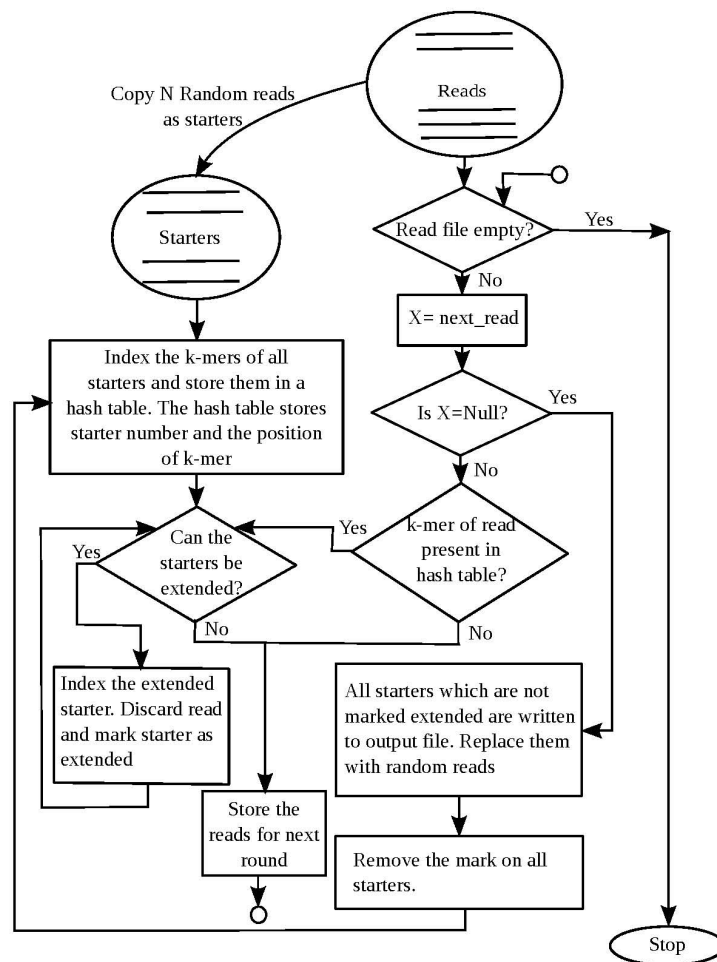 Reads
Copy N Random reads
as starters
Starters
Read file empty?
Yes
No
X= next_read
Index the k-mers of all
starters and store them in a
hash table. The hash table stores
starter number and the position
of k-mer
Is X=Null?
Yes
No
Can the
starters be
extended?
Yes
No
k-mer of read
present in
hash table?
Yes
No
Index the extended
starter. Discard read
and mark starter as
extended
All starters which are not
marked extended are written
to output file. Replace them
with random reads
Store the
reads for next
round
Remove the mark on all
starters.
Stop